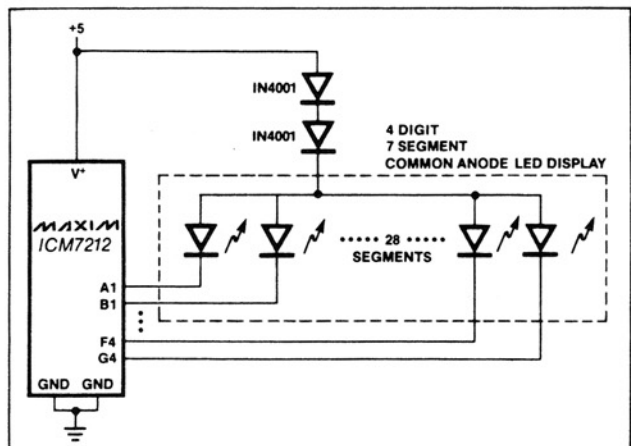 +5
IN4001
IN4001
4 DIGIT
7 SEGMENT
COMMON ANODE LED DISPLAY
V+
MAXIM
ICM7212
28
SEGMENTS
A1
B1
F4
G4
GND GND